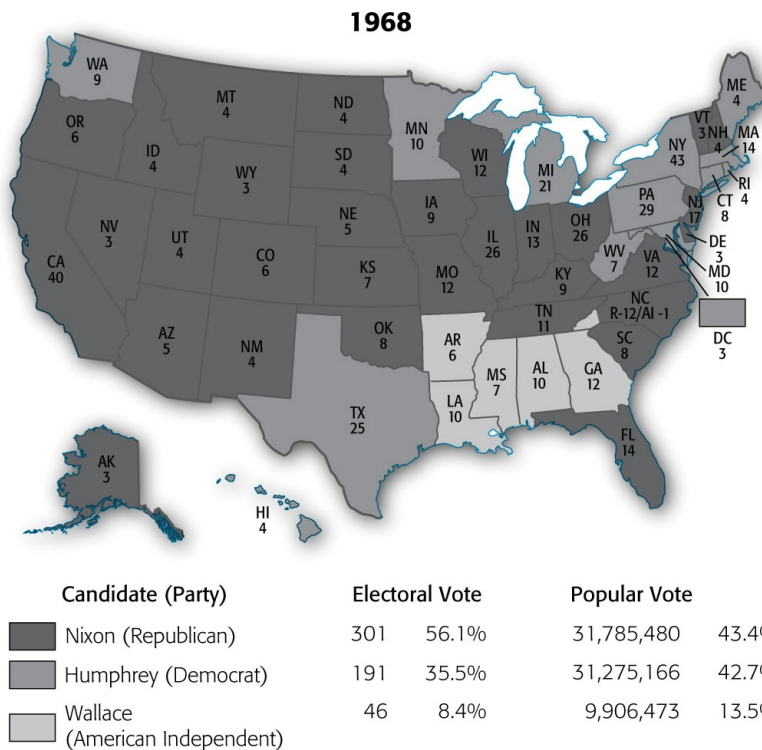 1968
WA
9
OR
6
CA
40
NV
3
ID
4
MT
4
WY
3
UT
4
AZ
5
CO
6
NM
4
ND
4
SD
4
NE
5
KS
7
OK
8
TX
25
MN
10
IA
9
MO
12
AR
6
LA
10
WI
12
IL
26
MI
21
IN
13
OH
26
KY
9
TN
11
MS
7
AL
10
GA
12
FL
14
SC
8
NC
R-12/AI -1
VA
12
WV
7
PA
29
NY
43
VT
3
NH
4
ME
4
MA
14
RI
4
CT
8
NJ
17
DE
3
MD
10
DC
3
AK
3
HI
4
Candidate (Party) Electoral Vote Popular Vote
Nixon (Republican) 301 56.1% 31,785,480 43.4%
Humphrey (Democrat) 191 35.5% 31,275,166 42.7%
Wallace 46 8.4% 9,906,473 13.5%
(American Independent)